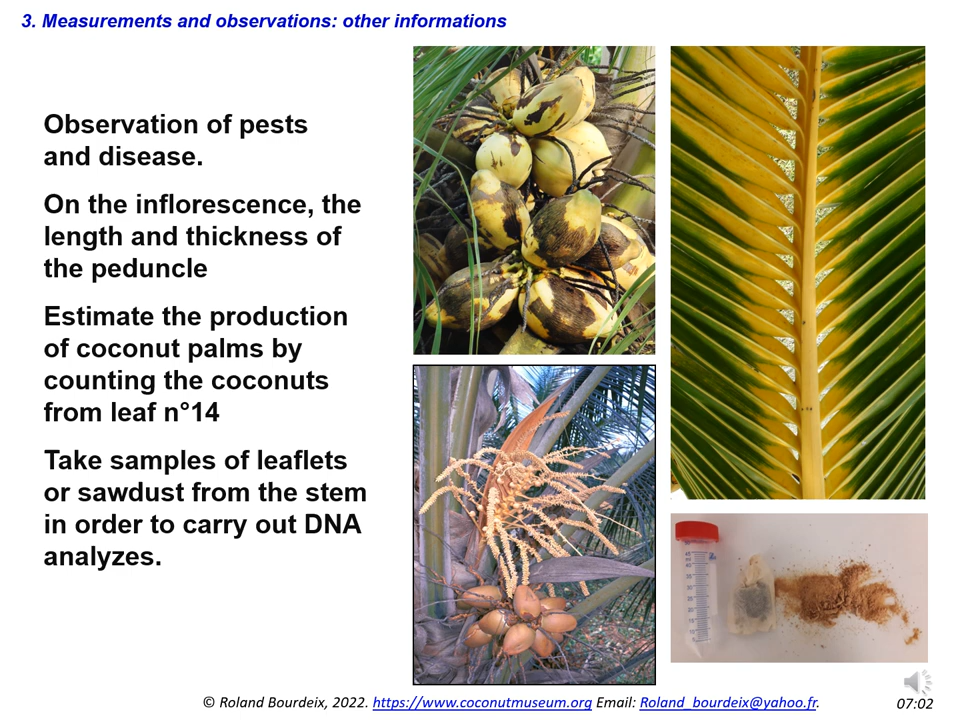 3. Measurements and observations: other informations
Observation of pests
and disease.
On the inflorescence, the
length and thickness of
the peduncle
Estimate the production
of coconut palms by
counting the coconuts
from leaf n°14
Take samples of leaflets
or sawdust from the stem
in order to carry out DNA
analyzes.
© Roland Bourdeix, 2022. https://www.coconutmuseum.org Email: Roland_bourdeix@yahoo.fr.
07:02